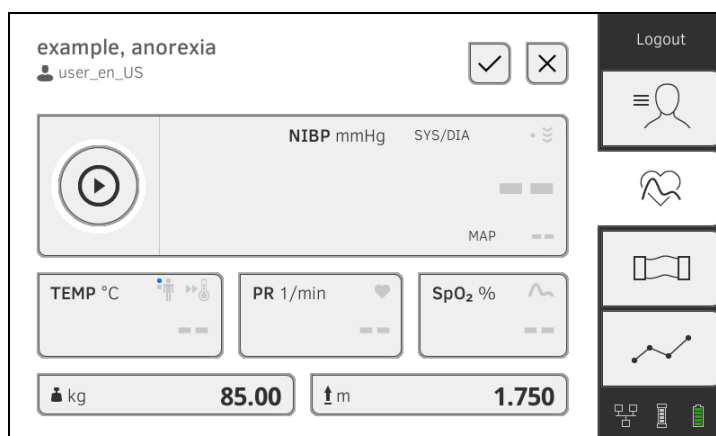 example, anorexia
user_en_US
Logout
NIBP mmHg SYS/DIA
-- --
MAP --
TEMP °C
--
PR 1/min
--
SpO₂ %
--
kg 85.00
m 1.750